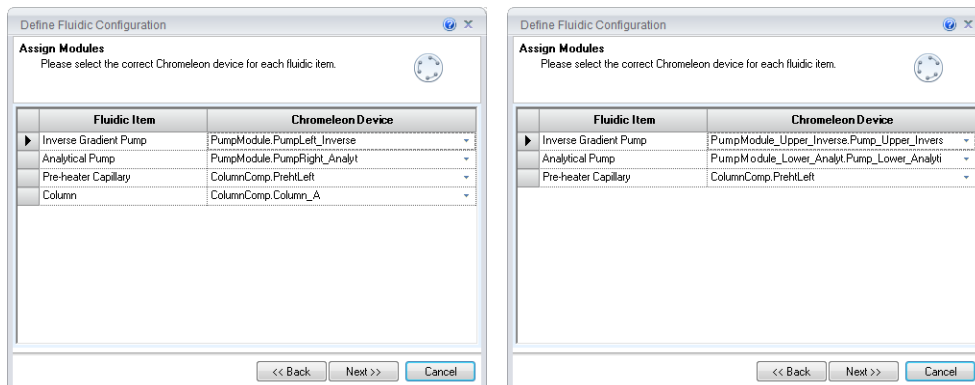 Define Fluidic Configuration
Assign Modules
Please select the correct Chromeleon device for each fluidic item.
Fluidic Item Chromeleon Device
Inverse Gradient Pump PumpModule.PumpLeft_Inverse
Analytical Pump PumpModule.PumpRight_Analyt
Pre-heater Capillary ColumnComp.PrehtLeft
Column ColumnComp.Column_A
<< Back Next >> Cancel
Define Fluidic Configuration
Assign Modules
Please select the correct Chromeleon device for each fluidic item.
Fluidic Item Chromeleon Device
Inverse Gradient Pump PumpModule_Upper_Inverse.Pump_Upper_Invers
Analytical Pump PumpModule_Lower_Analyt.Pump_Lower_Analyti
Pre-heater Capillary ColumnComp.PrehtLeft
<< Back Next >> Cancel